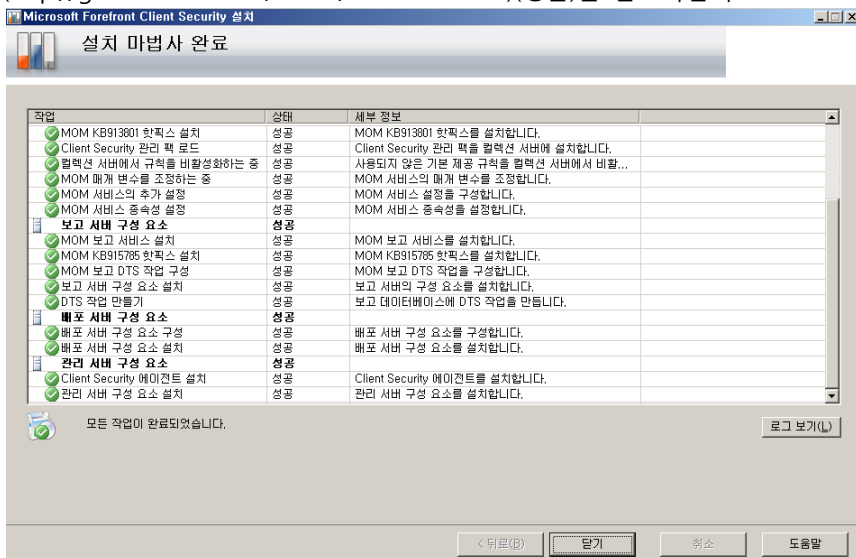 Microsoft Forefront Client Security 설치
설치 마법사 완료
작업 상태 세부 정보
MOM KB913801 핫픽스 설치 성공 MOM KB913801 핫픽스를 설치합니다.
Client Security 관리 팩 로드 성공 Client Security 관리 팩을 컬렉션 서버에 설치합니다.
컬렉션 서버에서 규칙을 비활성화하는 중 성공 사용되지 않은 기본 제공 규칙을 컬렉션 서버에서 비활...
MOM 매개 변수를 조정하는 중 성공 MOM 서비스의 매개 변수를 조정합니다.
MOM 서비스의 추가 설정 성공 MOM 서비스 설정을 구성합니다.
MOM 서비스 종속성 설정 성공 MOM 서비스 종속성을 설정합니다.
보고 서버 구성 요소 성공
MOM 보고 서비스 설치 성공 MOM 보고 서비스를 설치합니다.
MOM KB915785 핫픽스 설치 성공 MOM KB915785 핫픽스를 설치합니다.
MOM 보고 DTS 작업 구성 성공 MOM 보고 DTS 작업을 구성합니다.
보고 서버 구성 요소 설치 성공 보고 서버의 구성 요소를 설치합니다.
DTS 작업 만들기 성공 보고 데이터베이스에 DTS 작업을 만듭니다.
배포 서버 구성 요소 성공
배포 서버 구성 요소 구성 성공 배포 서버 구성 요소를 구성합니다.
배포 서버 구성 요소 설치 성공 배포 서버 구성 요소를 설치합니다.
관리 서버 구성 요소 성공
Client Security 에이전트 설치 성공 Client Security 에이전트를 설치합니다.
관리 서버 구성 요소 설치 성공 관리 서버 구성 요소를 설치합니다.
모든 작업이 완료되었습니다.
로그 보기(L)
< 뒤로(B) 닫기 취소 도움말